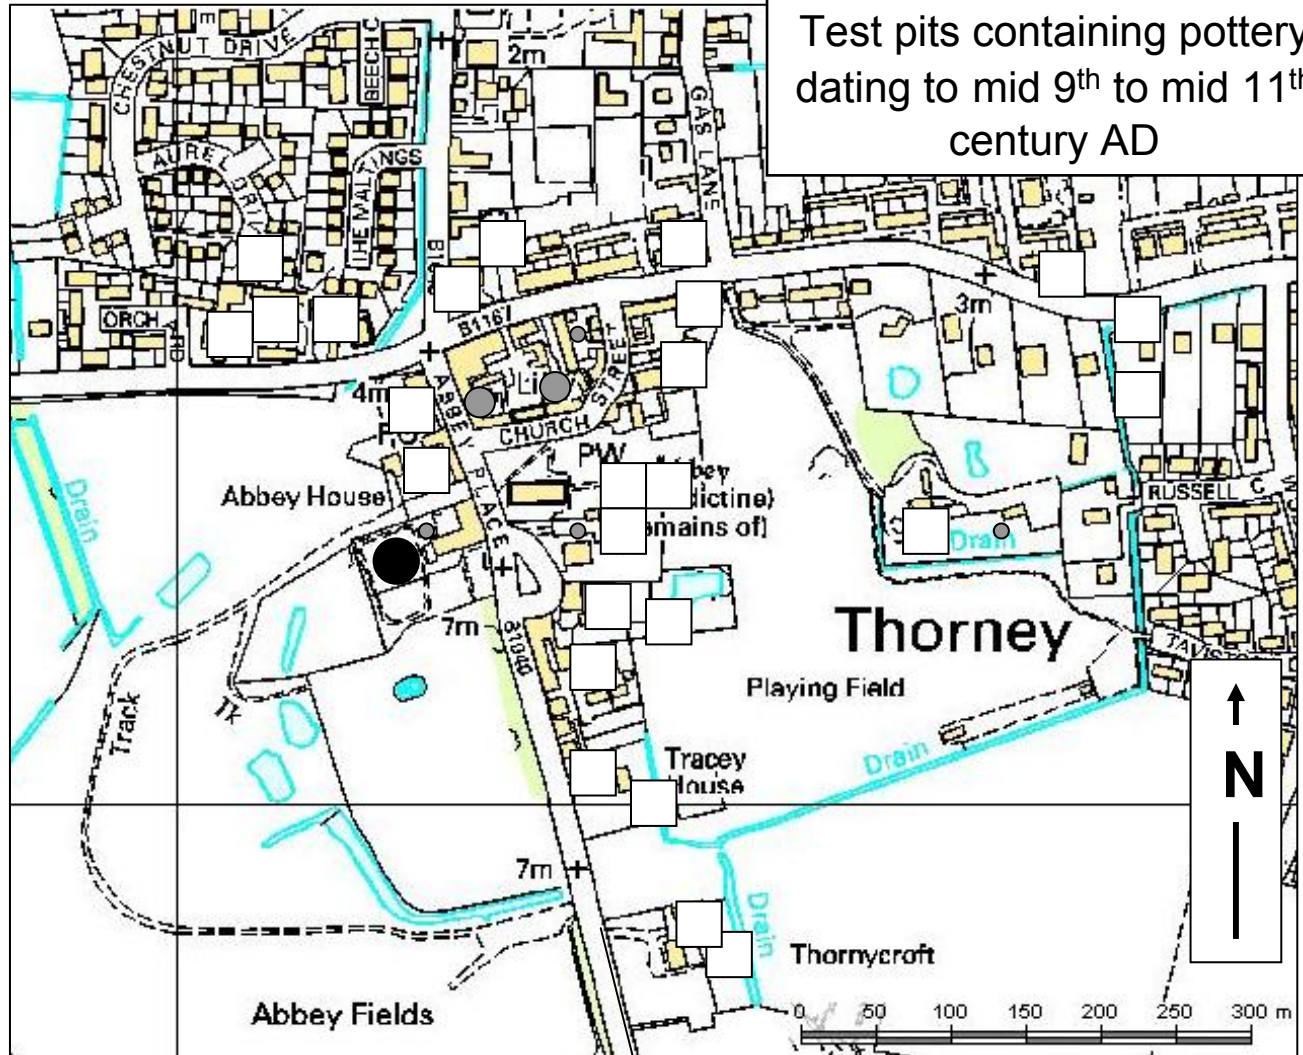 Test pits containing pottery
dating to mid 9th to mid 11th
century AD
CHESTNUT DRIVE
BEECH C
m
2m
GAS LANE
THE MALTINGS
B1167
3m
4m
ABBEY PLACE
CHURCH STREET
PW
Abbey House
Drain
RUSSELL C
Drain
7m
B1040
Thorney
Playing Field
Track
Tk
Drain
Tracey
House
N
7m
Drain
Thornycroft
Abbey Fields
0 50 100 150 200 250 300 m